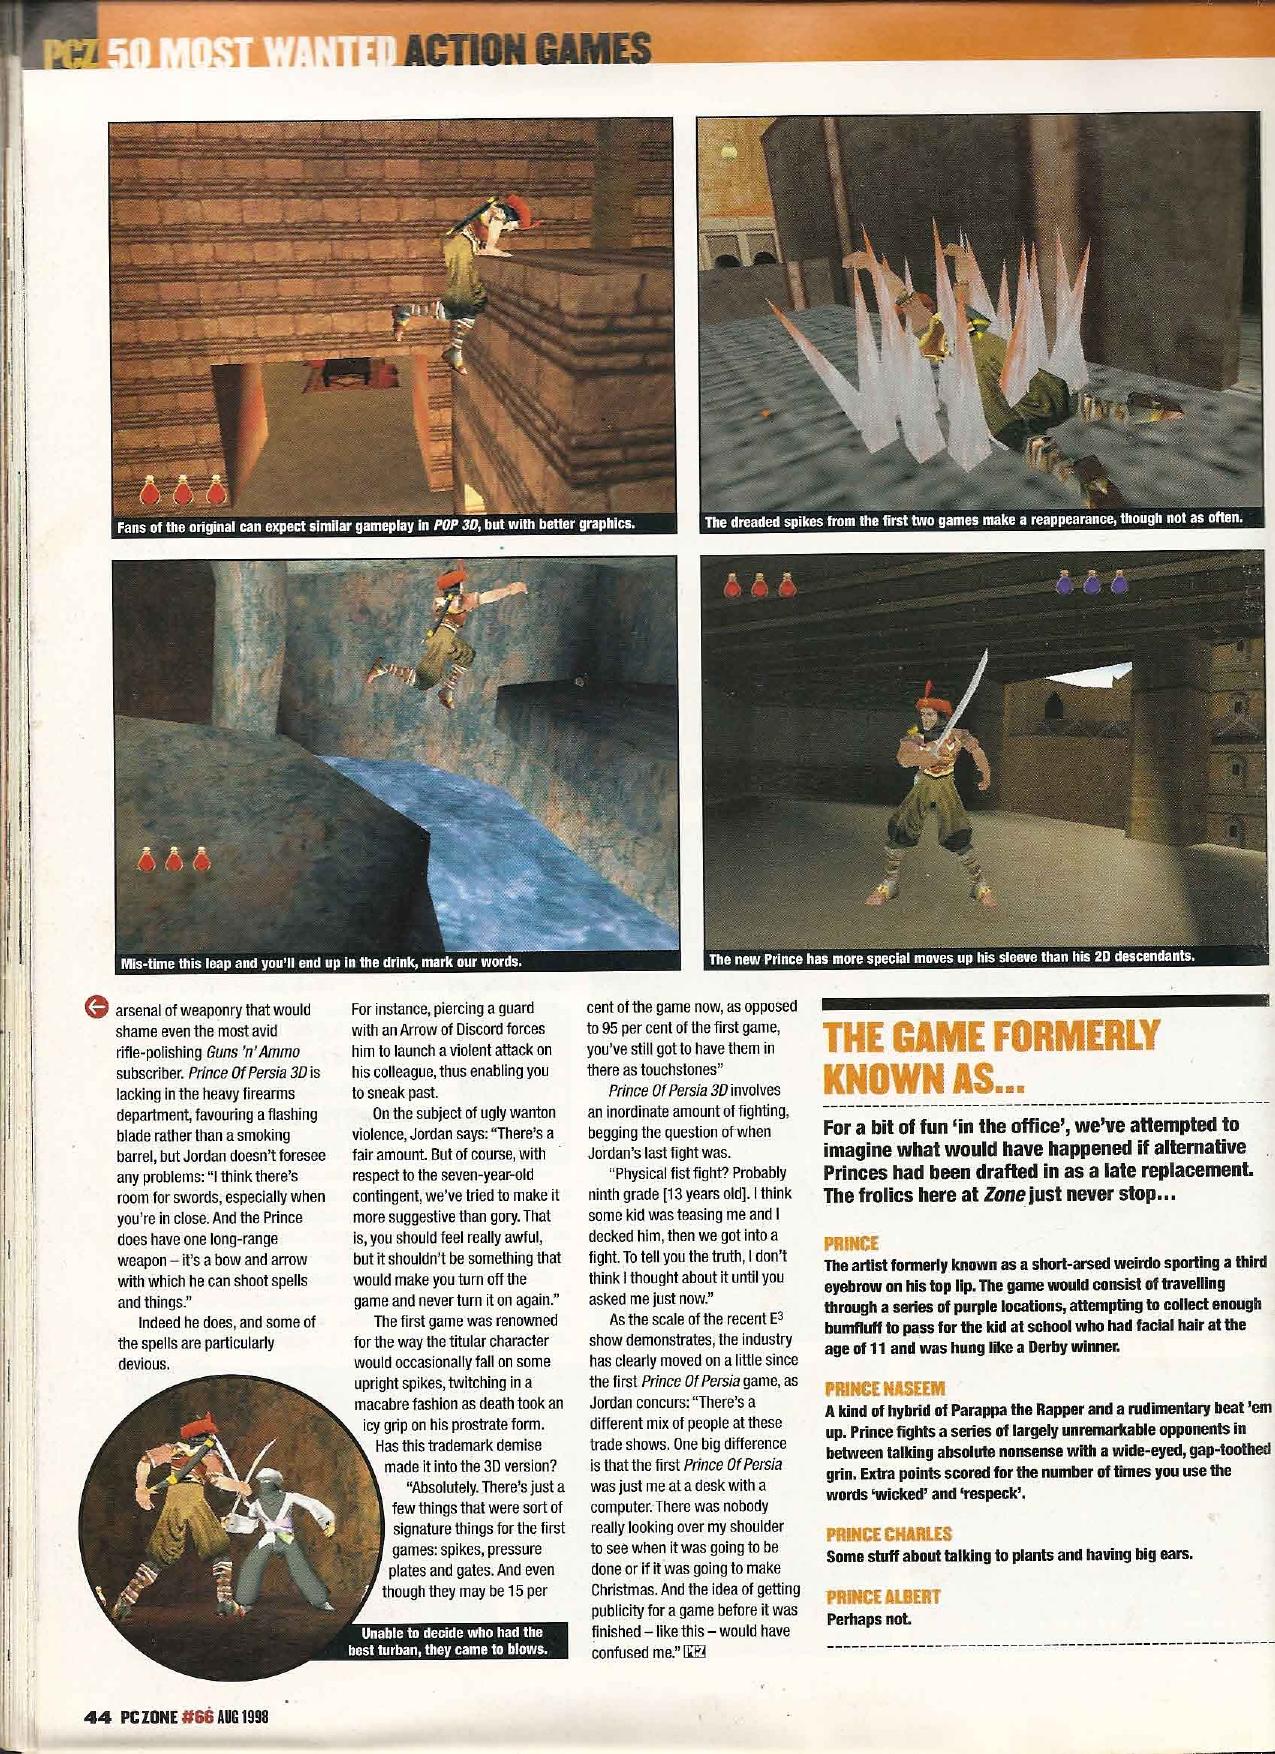 PCZ 50 MOST WANTED ACTION GAMES
Fans of the original can expect similar gameplay in POP 3D, but with better graphics.
The dreaded spikes from the first two games make a reappearance, though not as often.
Mis-time this leap and you'll end up in the drink, mark our words.
The new Prince has more special moves up his sleeve than his 2D descendants.
arsenal of weaponry that would
shame even the most avid
rifle-polishing Guns 'n' Ammo
subscriber. Prince Of Persia 3D is
lacking in the heavy firearms
department, favouring a flashing
blade rather than a smoking
barrel, but Jordan doesn't foresee
any problems: "I think there's
room for swords, especially when
you're in close. And the Prince
does have one long-range
weapon – it's a bow and arrow
with which he can shoot spells
and things."
Indeed he does, and some of
the spells are particularly
devious.
For instance, piercing a guard
with an Arrow of Discord forces
him to launch a violent attack on
his colleague, thus enabling you
to sneak past.
On the subject of ugly wanton
violence, Jordan says: "There's a
fair amount. But of course, with
respect to the seven-year-old
contingent, we've tried to make it
more suggestive than gory. That
is, you should feel really awful,
but it shouldn't be something that
would make you turn off the
game and never turn it on again."
The first game was renowned
for the way the titular character
would occasionally fall on some
upright spikes, twitching in a
macabre fashion as death took an
icy grip on his prostrate form.
Has this trademark demise
made it into the 3D version?
"Absolutely. There's just a
few things that were sort of
signature things for the first
games: spikes, pressure
plates and gates. And even
though they may be 15 per
Unable to decide who had the
best turban, they came to blows.
cent of the game now, as opposed
to 95 per cent of the first game,
you've still got to have them in
there as touchstones"
Prince Of Persia 3D involves
an inordinate amount of fighting,
begging the question of when
Jordan's last fight was.
"Physical fist fight? Probably
ninth grade [13 years old]. I think
some kid was teasing me and I
decked him, then we got into a
fight. To tell you the truth, I don't
think I thought about it until you
asked me just now."
As the scale of the recent E³
show demonstrates, the industry
has clearly moved on a little since
the first Prince Of Persia game, as
Jordan concurs: "There's a
different mix of people at these
trade shows. One big difference
is that the first Prince Of Persia
was just me at a desk with a
computer. There was nobody
really looking over my shoulder
to see when it was going to be
done or if it was going to make
Christmas. And the idea of getting
publicity for a game before it was
finished – like this – would have
confused me." PCZ
THE GAME FORMERLY
KNOWN AS...
For a bit of fun 'in the office', we've attempted to
imagine what would have happened if alternative
Princes had been drafted in as a late replacement.
The frolics here at Zone just never stop...
PRINCE
The artist formerly known as a short-arsed weirdo sporting a third
eyebrow on his top lip. The game would consist of travelling
through a series of purple locations, attempting to collect enough
bumfluff to pass for the kid at school who had facial hair at the
age of 11 and was hung like a Derby winner.
PRINCE NASEEM
A kind of hybrid of Parappa the Rapper and a rudimentary beat 'em
up. Prince fights a series of largely unremarkable opponents in
between talking absolute nonsense with a wide-eyed, gap-toothed
grin. Extra points scored for the number of times you use the
words 'wicked' and 'respeck'.
PRINCE CHARLES
Some stuff about talking to plants and having big ears.
PRINCE ALBERT
Perhaps not.
44 PC ZONE #66 AUG 1998